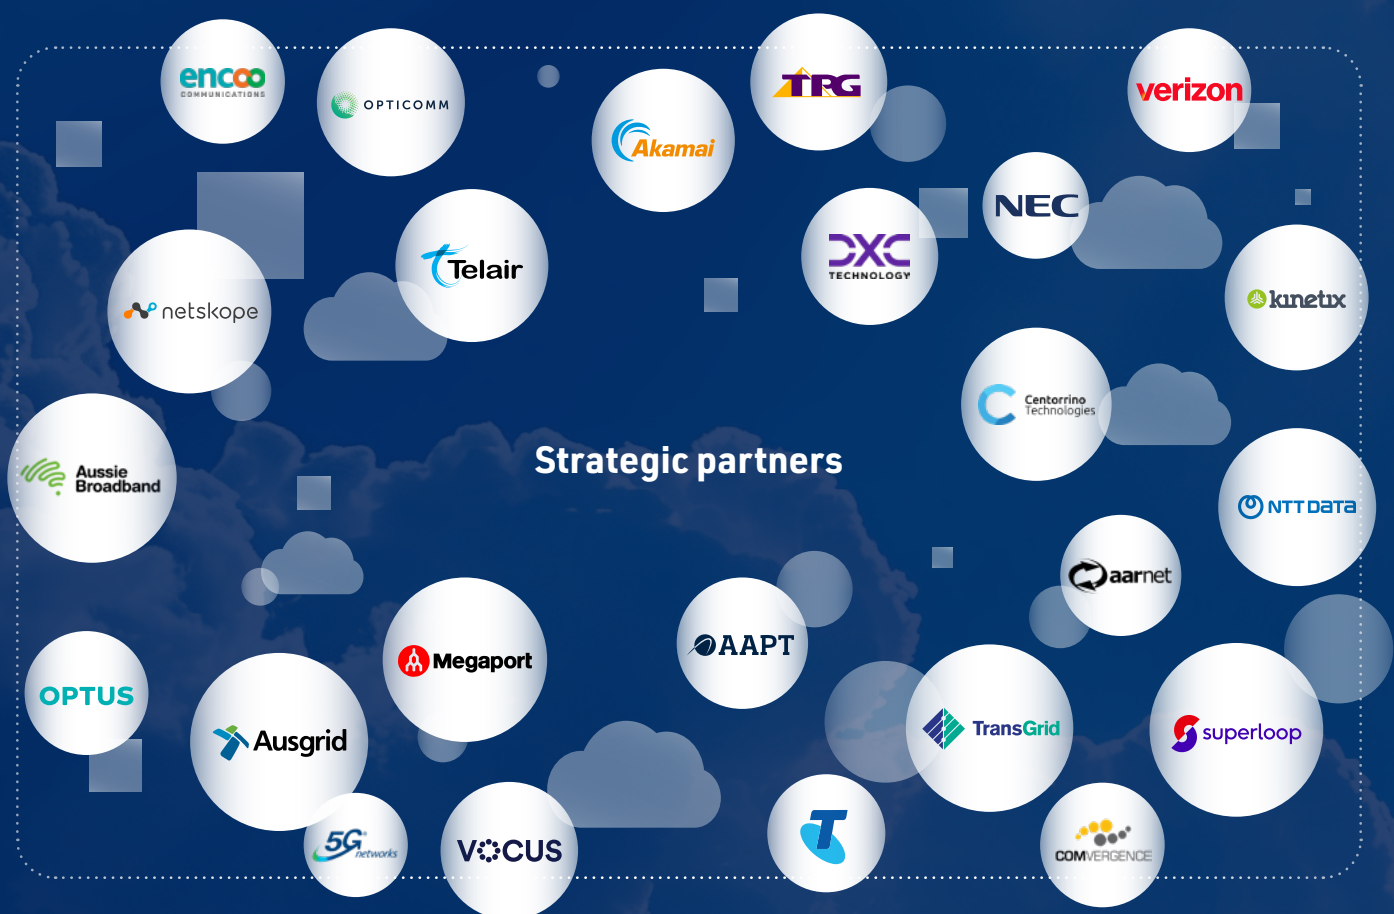 encoo
COMMUNICATIONS
OPTICOMM
Akamai
TPG
verizon
NEC
Telair
DXC
TECHNOLOGY
netskope
kinetix
Centorrino
Technologies
Aussie
Broadband
Strategic partners
NTT DATA
aarnet
Megaport
AAPT
OPTUS
Ausgrid
TransGrid
superloop
5G
networks
VOCUS
T
COMVERGENCE